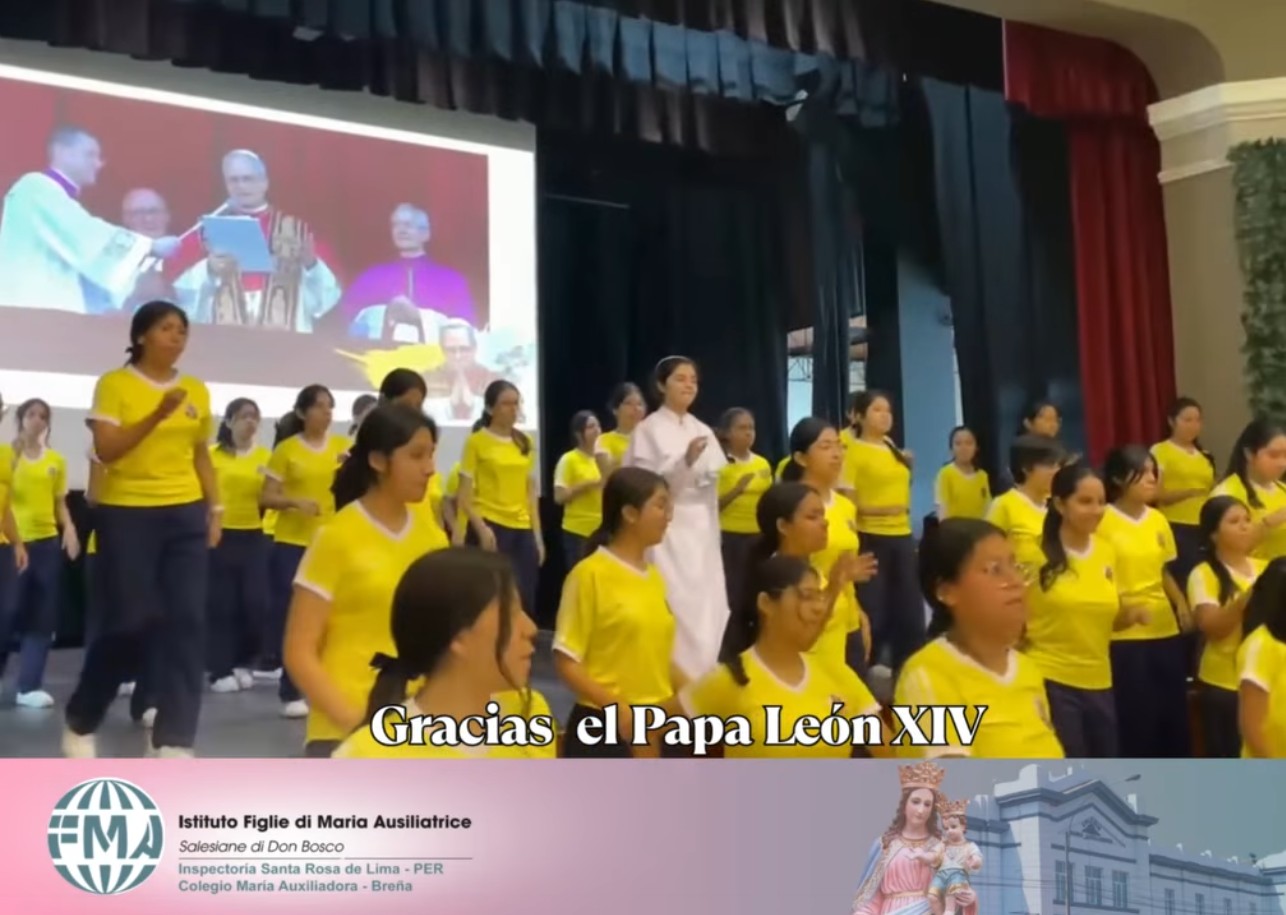 Gracias el Papa León XIV
FMA
Istituto Figlie di Maria Ausiliatrice
Salesiane di Don Bosco
Inspectoría Santa Rosa de Lima - PER
Colegio María Auxiliadora - Breña